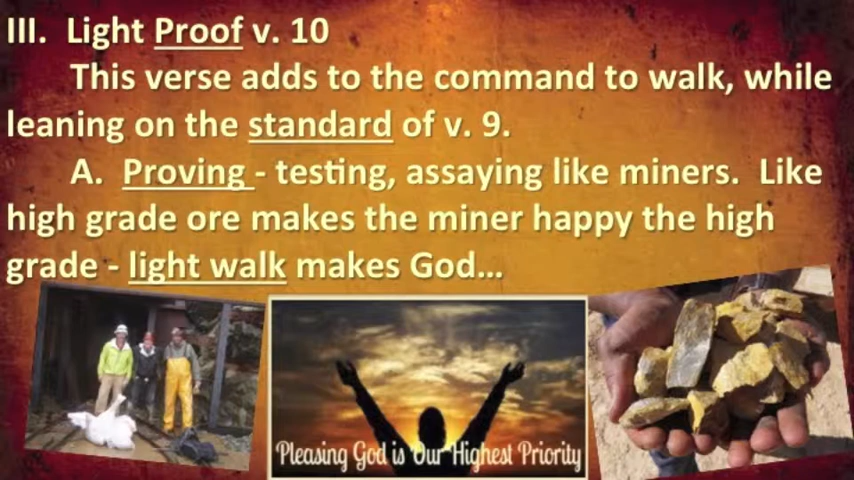 III.  Light Proof v. 10
This verse adds to the command to walk, while
leaning on the standard of v. 9.
A.  Proving - testing, assaying like miners.  Like
high grade ore makes the miner happy the high
grade - light walk makes God...
Pleasing God is Our Highest Priority